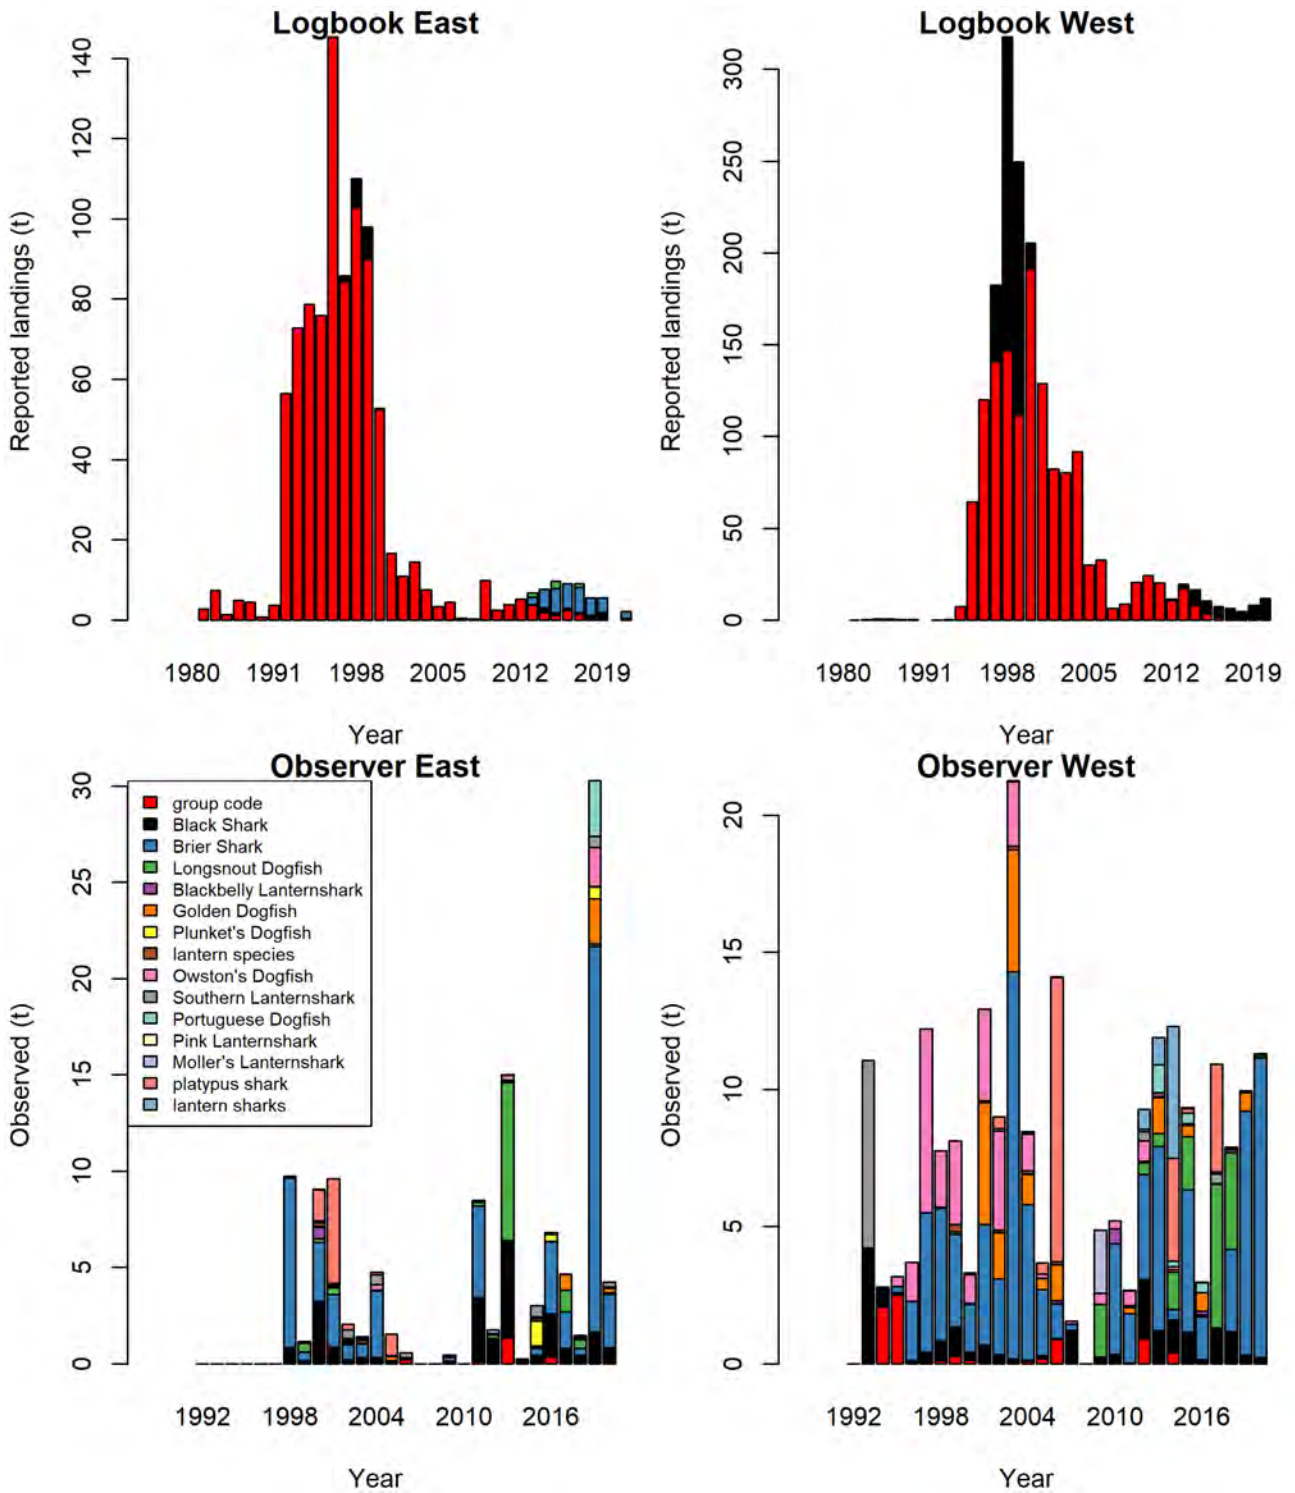 Logbook East
Reported landings (t)
0 20 40 60 80 100 120 140
1980 1991 1998 2005 2012 2019
Year
Logbook West
Reported landings (t)
0 50 100 150 200 250 300
1980 1991 1998 2005 2012 2019
Year
Observer East
Observed (t)
0 5 10 15 20 25 30
group code
Black Shark
Brier Shark
Longsnout Dogfish
Blackbelly Lanternshark
Golden Dogfish
Plunket's Dogfish
lantern species
Owston's Dogfish
Southern Lanternshark
Portuguese Dogfish
Pink Lanternshark
Moller's Lanternshark
platypus shark
lantern sharks
1992 1998 2004 2010 2016
Year
Observer West
Observed (t)
0 5 10 15 20
1992 1998 2004 2010 2016
Year